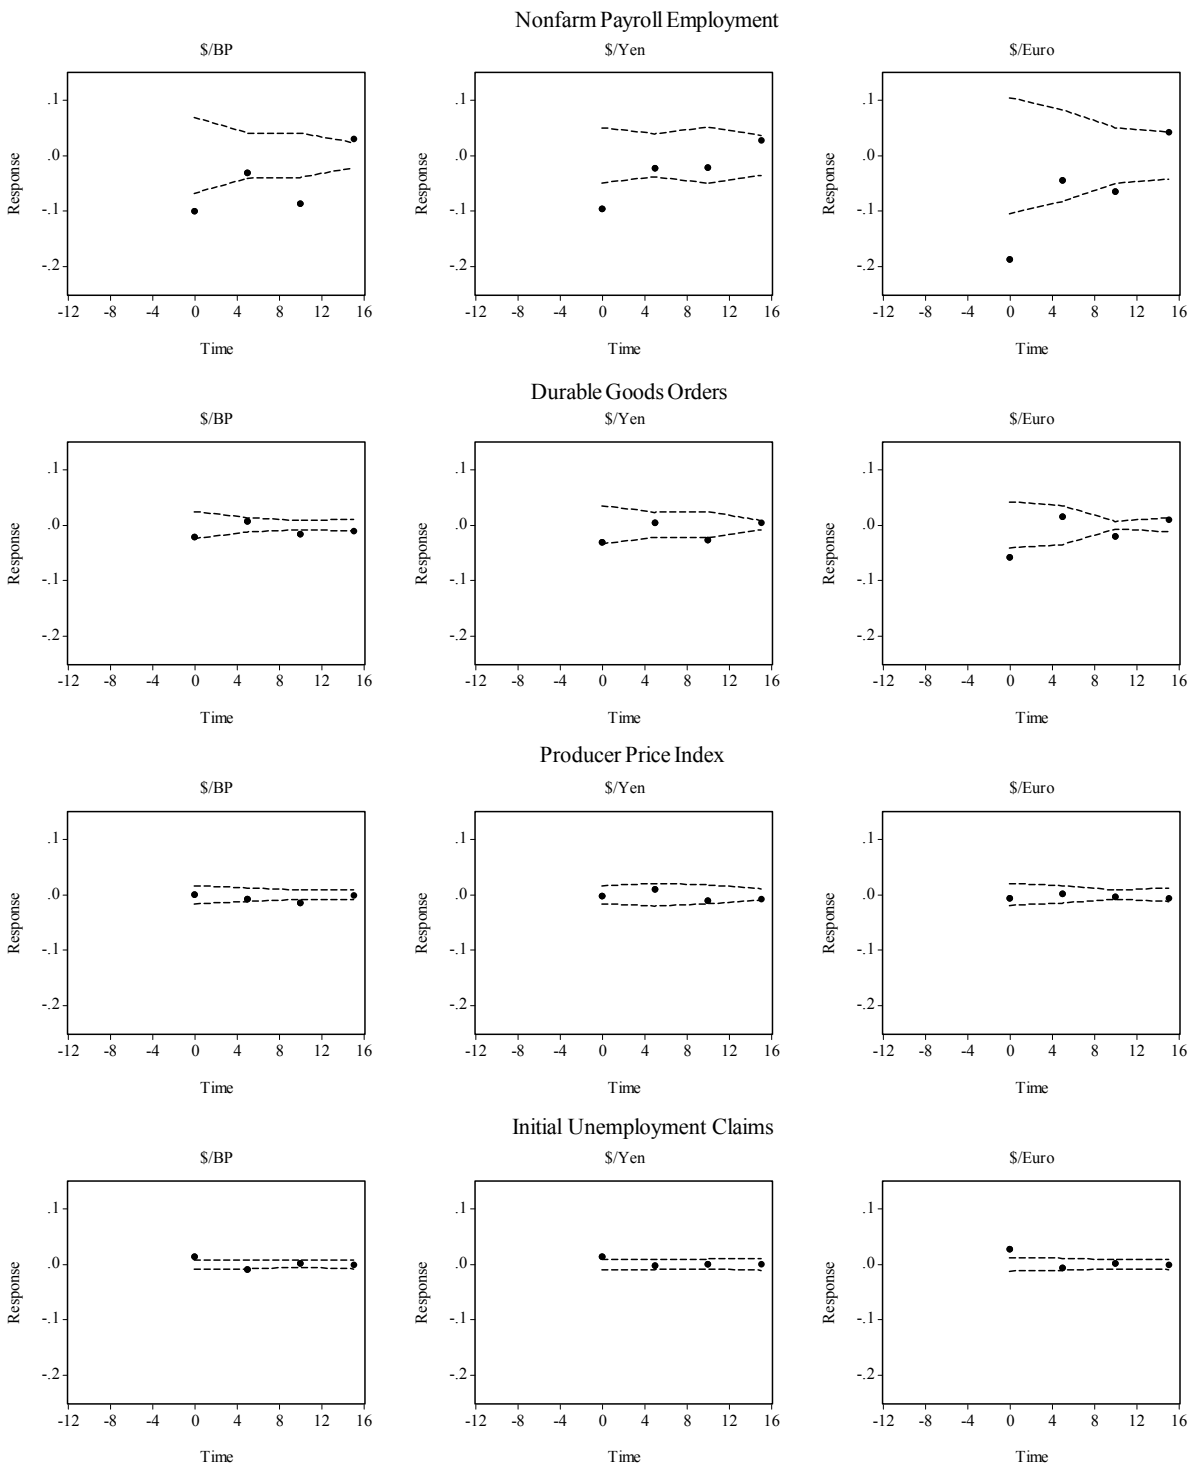 Nonfarm Payroll Employment
$/BP $/Yen $/Euro
.1 .1 .1
.0 .0 .0
-.1 -.1 -.1
-.2 -.2 -.2
Response Response Response
-12 -8 -4 0 4 8 12 16 -12 -8 -4 0 4 8 12 16 -12 -8 -4 0 4 8 12 16
Time Time Time
Durable Goods Orders
$/BP $/Yen $/Euro
.1 .1 .1
.0 .0 .0
-.1 -.1 -.1
-.2 -.2 -.2
Response Response Response
-12 -8 -4 0 4 8 12 16 -12 -8 -4 0 4 8 12 16 -12 -8 -4 0 4 8 12 16
Time Time Time
Producer Price Index
$/BP $/Yen $/Euro
.1 .1 .1
.0 .0 .0
-.1 -.1 -.1
-.2 -.2 -.2
Response Response Response
-12 -8 -4 0 4 8 12 16 -12 -8 -4 0 4 8 12 16 -12 -8 -4 0 4 8 12 16
Time Time Time
Initial Unemployment Claims
$/BP $/Yen $/Euro
.1 .1 .1
.0 .0 .0
-.1 -.1 -.1
-.2 -.2 -.2
Response Response Response
-12 -8 -4 0 4 8 12 16 -12 -8 -4 0 4 8 12 16 -12 -8 -4 0 4 8 12 16
Time Time Time